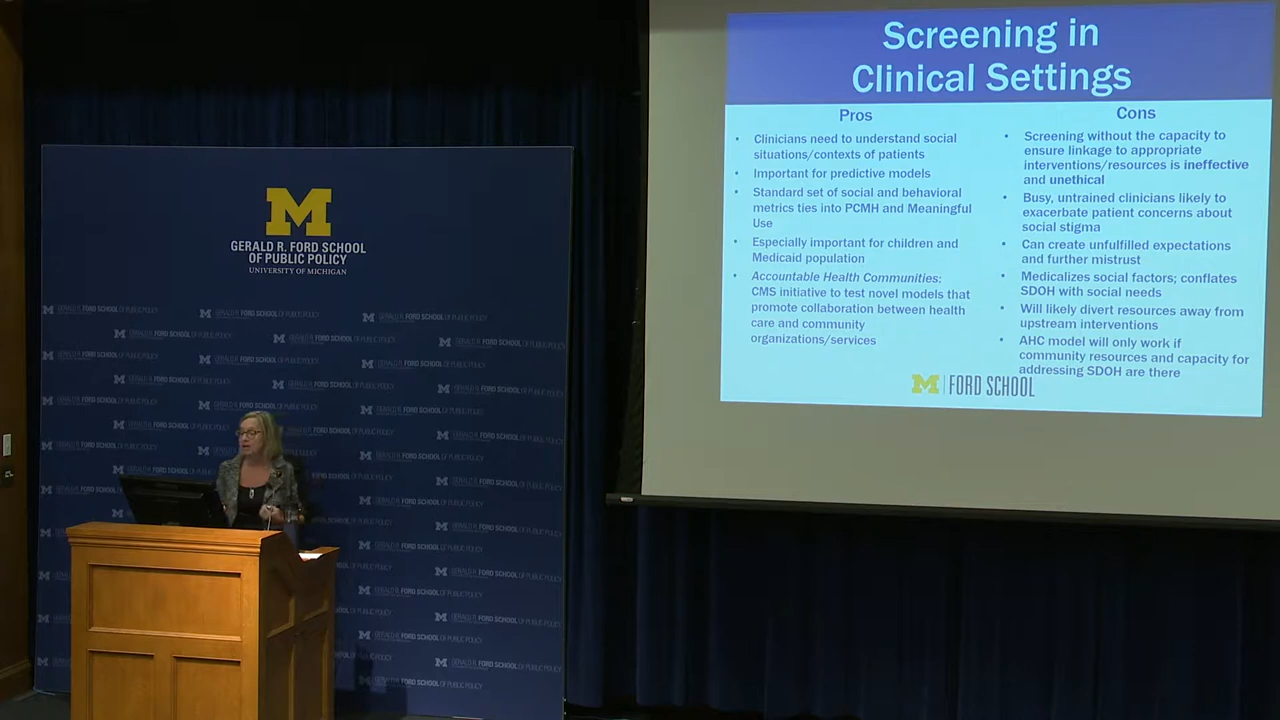 M
GERALD R. FORD SCHOOL
OF PUBLIC POLICY
UNIVERSITY OF MICHIGAN
Screening in
Clinical Settings
Pros
• Clinicians need to understand social
situations/contexts of patients
• Important for predictive models
• Standard set of social and behavioral
metrics ties into PCMH and Meaningful
Use
• Especially important for children and
Medicaid population
• Accountable Health Communities:
CMS initiative to test novel models that
promote collaboration between health
care and community
organizations/services
Cons
• Screening without the capacity to
ensure linkage to appropriate
interventions/resources is ineffective
and unethical
• Busy, untrained clinicians likely to
exacerbate patient concerns about
social stigma
• Can create unfulfilled expectations
and further mistrust
• Medicalizes social factors; conflates
SDOH with social needs
• Will likely divert resources away from
upstream interventions
• AHC model will only work if
community resources and capacity for
addressing SDOH are there
M FORD SCHOOL